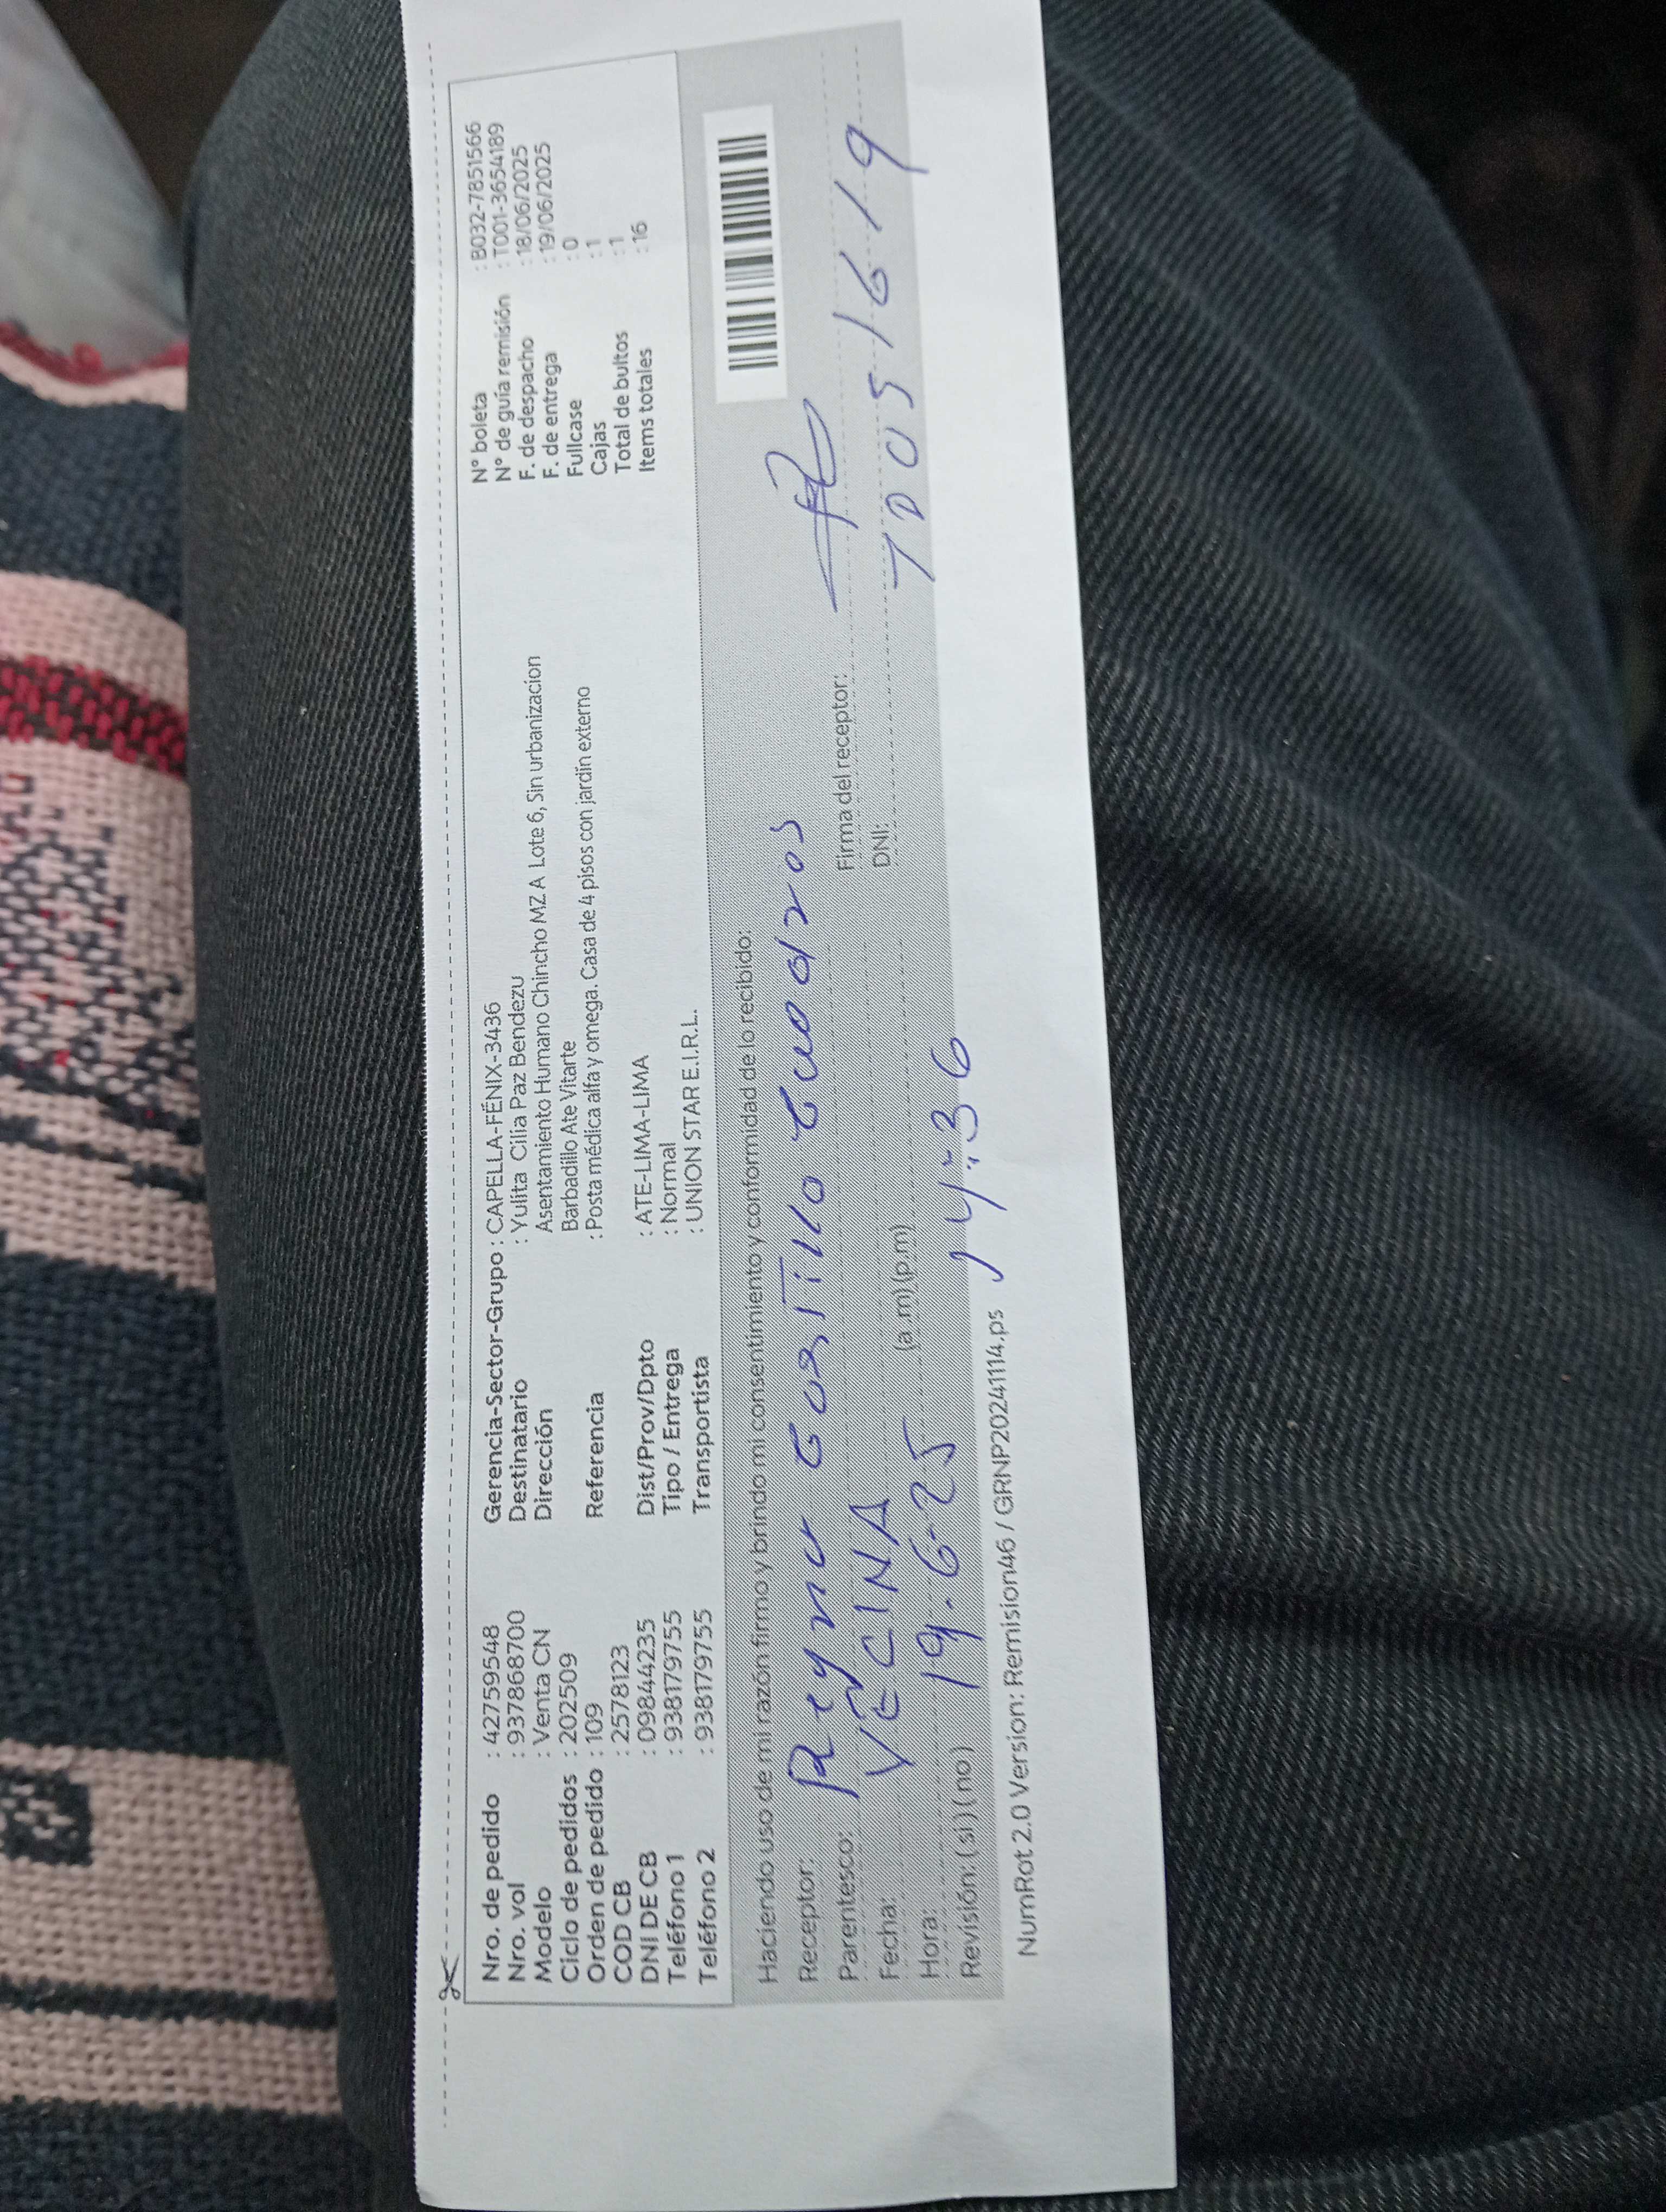 Nro. de pedido : 42759548
Nro. vol : 937868700
Modelo : Venta CN
Ciclo de pedidos : 202509
Orden de pedido : 109
COD CB : 2578123
DNI DE CB : 09844235
Teléfono 1 : 938179755
Teléfono 2 : 938179755
Gerencia-Sector-Grupo : CAPELLA-FÉNIX-3436
Destinatario : Yulita Cilia Paz Bendezu
Dirección Asentamiento Humano Chincho MZ A Lote 6, Sin urbanizacion
Barbadillo Ate Vitarte
Referencia : Posta médica alfa y omega. Casa de 4 pisos con jardín externo
Dist/Prov/Dpto : ATE-LIMA-LIMA
Tipo / Entrega : Normal
Transportista : UNION STAR E.I.R.L.
N° boleta : B032-7851566
N° de guía remisión : T001-3654189
F. de despacho : 18/06/2025
F. de entrega : 19/06/2025
Fullcase : 0
Cajas : 1
Total de bultos : 1
Items totales : 16
Haciendo uso de mi razón firmo y brindo mi consentimiento y conformidad de lo recibido:
Receptor: Reyna Castillo
Parentesco: VECINA
Fecha: 19.6-25
Hora: (a.m) (p.m) 14:36
Revisión: (si) (no)
Firma del receptor:
DNI: 70051619
NumRot 2.0 Version: Remision46 / GRNP20241114.ps